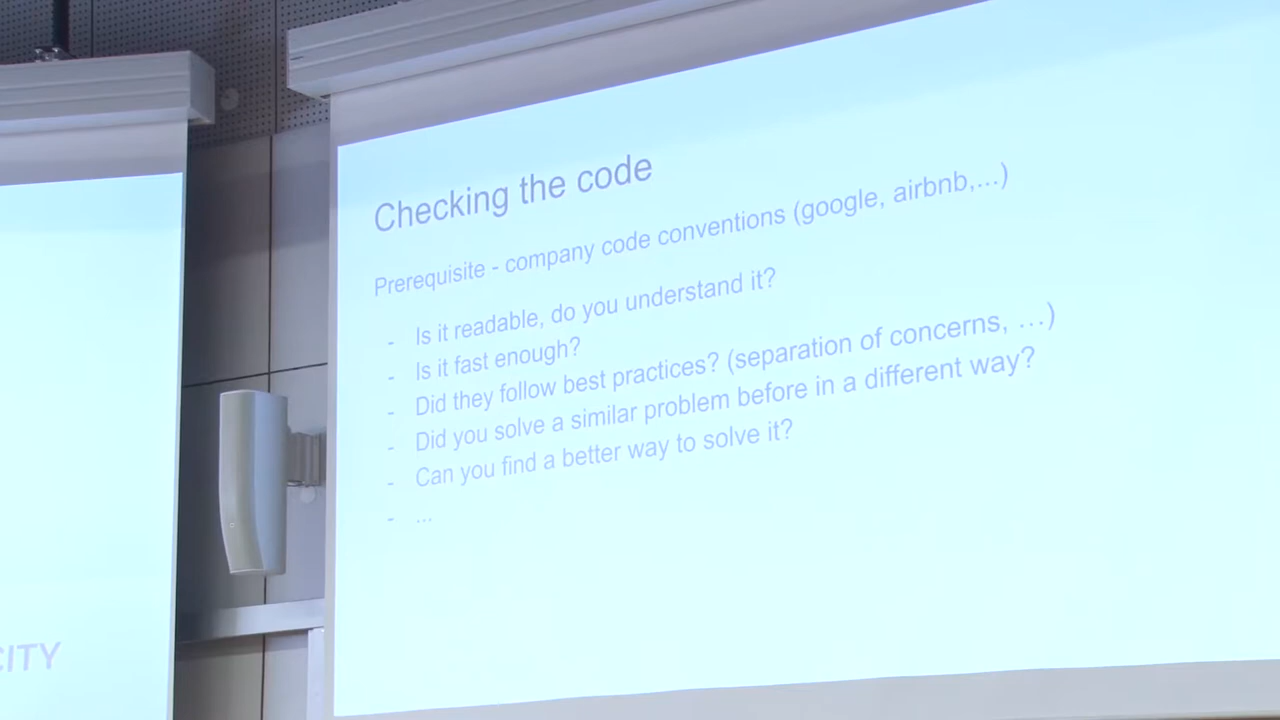 Checking the code
Prerequisite - company code conventions (google, airbnb,...)
- Is it readable, do you understand it?
- Is it fast enough?
- Did they follow best practices? (separation of concerns, ...)
- Did you solve a similar problem before in a different way?
- Can you find a better way to solve it?
- ...
CITY